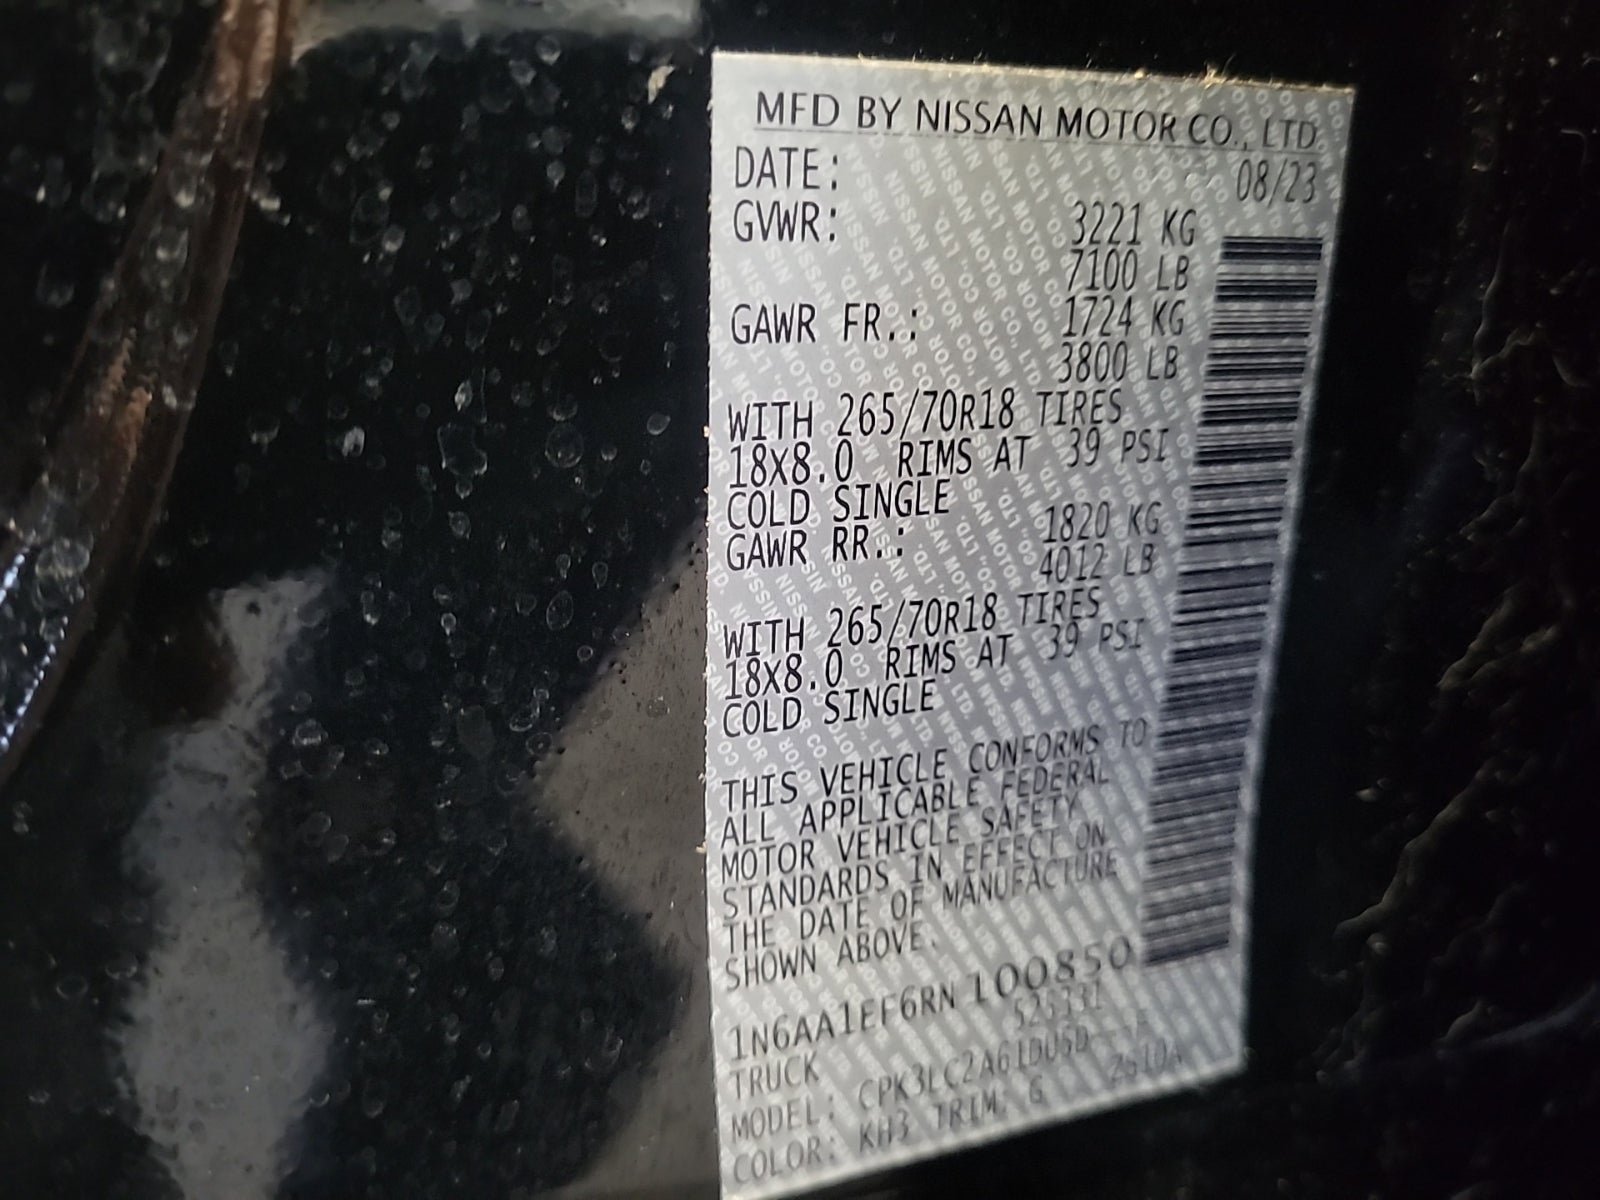 MFD BY NISSAN MOTOR CO., LTD.
DATE: 08/23
GVWR: 3221 KG
7100 LB
GAWR FR.: 1724 KG
3800 LB
WITH 265/70R18 TIRES
18X8.0 RIMS AT 39 PSI
COLD SINGLE
GAWR RR.: 1820 KG
4012 LB
WITH 265/70R18 TIRES
18X8.0 RIMS AT 39 PSI
COLD SINGLE
THIS VEHICLE CONFORMS TO
ALL APPLICABLE FEDERAL
MOTOR VEHICLE SAFETY
STANDARDS IN EFFECT ON
THE DATE OF MANUFACTURE
SHOWN ABOVE.
1N6AA1EF6RN 100850
TRUCK 525331
MODEL:
COLOR: KH3 TRIM: G